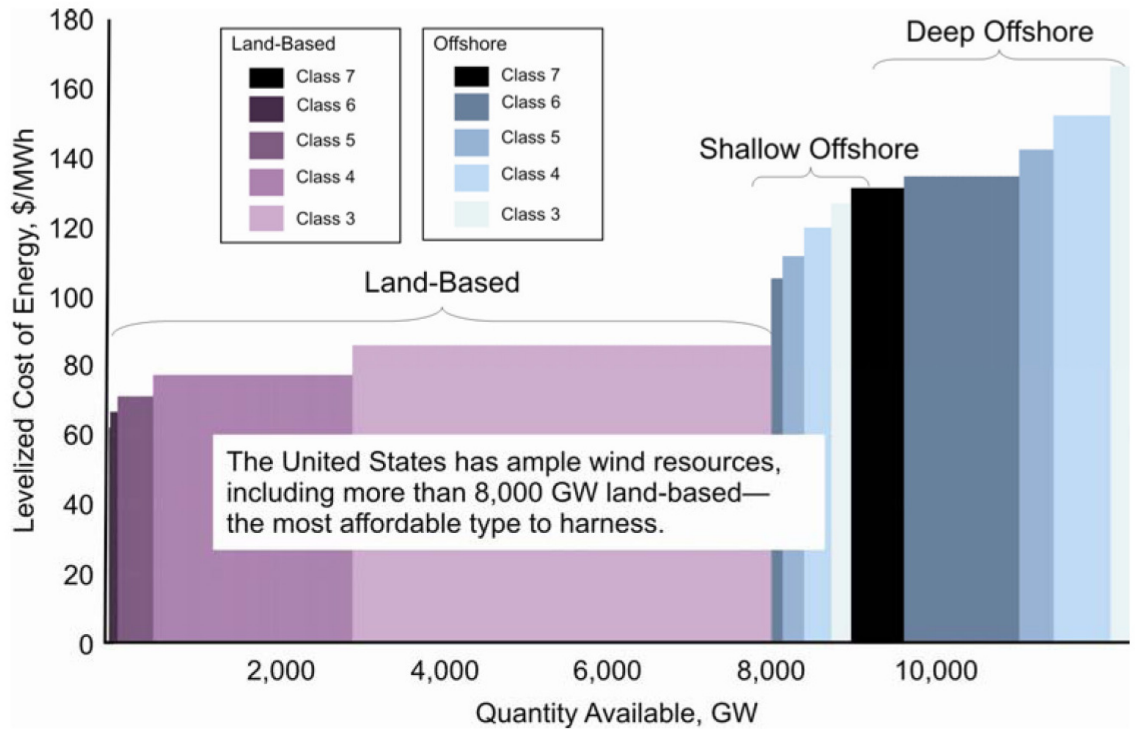 180
160
140
120
100
80
60
40
20
0
Levelized Cost of Energy, $/MWh
Land-Based
Class 7
Class 6
Class 5
Class 4
Class 3
Offshore
Class 7
Class 6
Class 5
Class 4
Class 3
Deep Offshore
Shallow Offshore
Land-Based
The United States has ample wind resources,
including more than 8,000 GW land-based—
the most affordable type to harness.
2,000
4,000
6,000
8,000
10,000
Quantity Available, GW